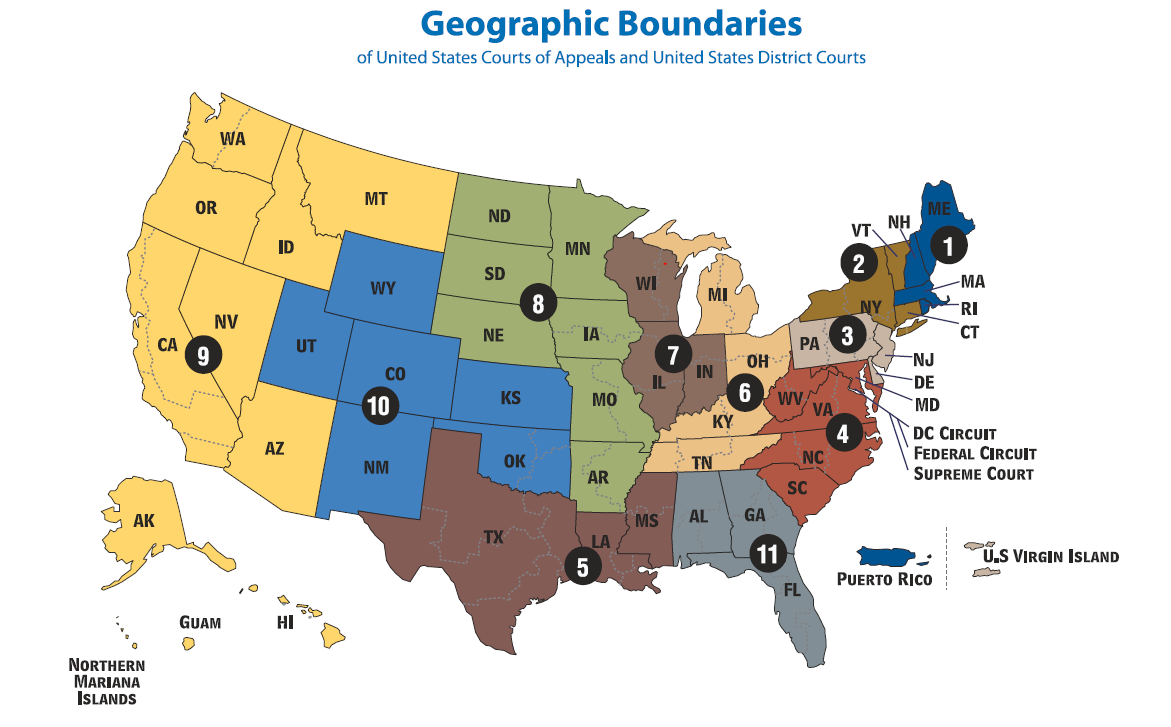 Geographic Boundaries
of United States Courts of Appeals and United States District Courts
WA
OR
ID
MT
CA
NV
9
AZ
WY
UT
CO
10
KS
NM
OK
ND
SD
NE
8
MN
IA
MO
AR
TX
LA
5
MS
WI
IL
7
IN
MI
OH
6
KY
TN
AL
GA
11
FL
WV
VA
4
NC
SC
PA
3
NY
2
VT
NH
ME
1
MA
RI
CT
NJ
DE
MD
DC CIRCUIT
FEDERAL CIRCUIT
SUPREME COURT
AK
GUAM
HI
NORTHERN
MARIANA
ISLANDS
PUERTO RICO
U.S VIRGIN ISLAND